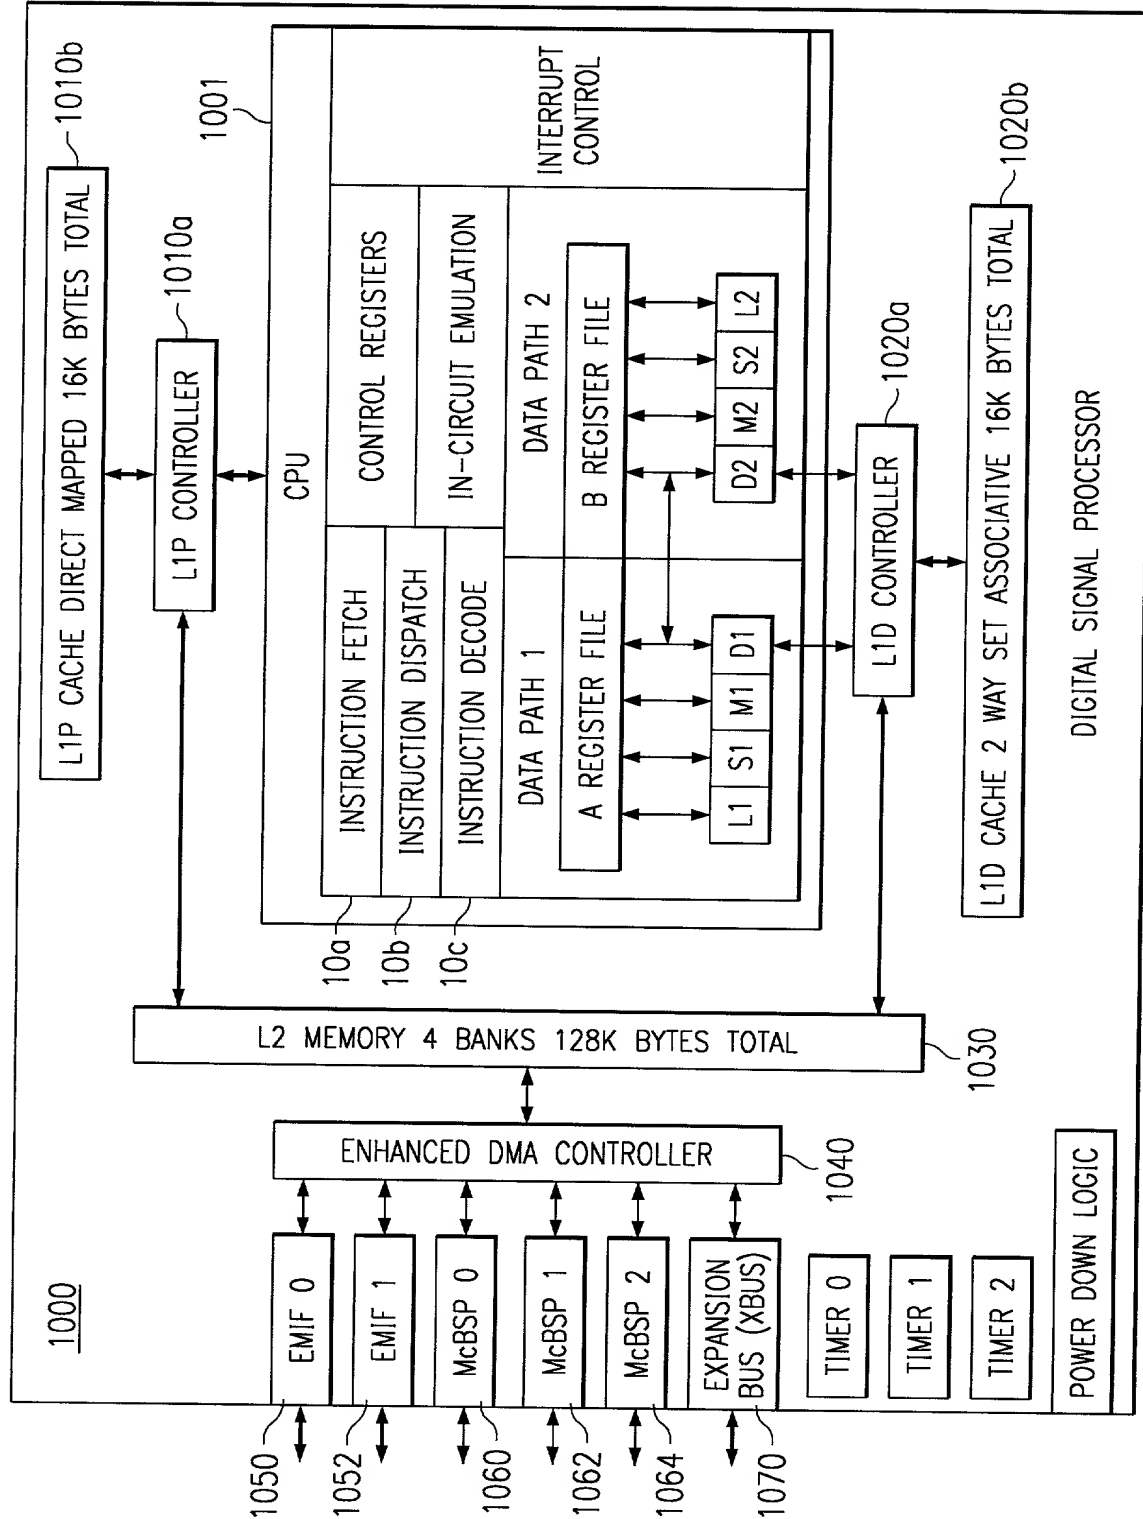 1000
1050
EMIF 0
1052
EMIF 1
1060
McBSP 0
1062
McBSP 1
1064
McBSP 2
1070
EXPANSION
BUS (XBUS)
TIMER 0
TIMER 1
TIMER 2
POWER DOWN LOGIC
ENHANCED DMA CONTROLLER
1040
L2 MEMORY 4 BANKS 128K BYTES TOTAL
1030
L1P CACHE DIRECT MAPPED 16K BYTES TOTAL
1010b
L1P CONTROLLER
1010a
1001
CPU
10a
INSTRUCTION FETCH
10b
INSTRUCTION DISPATCH
10c
INSTRUCTION DECODE
CONTROL REGISTERS
IN-CIRCUIT EMULATION
INTERRUPT
CONTROL
DATA PATH 1
DATA PATH 2
A REGISTER FILE
B REGISTER FILE
L1 S1 M1 D1
D2 M2 S2 L2
L1D CONTROLLER
1020a
L1D CACHE 2 WAY SET ASSOCIATIVE 16K BYTES TOTAL
1020b
DIGITAL SIGNAL PROCESSOR